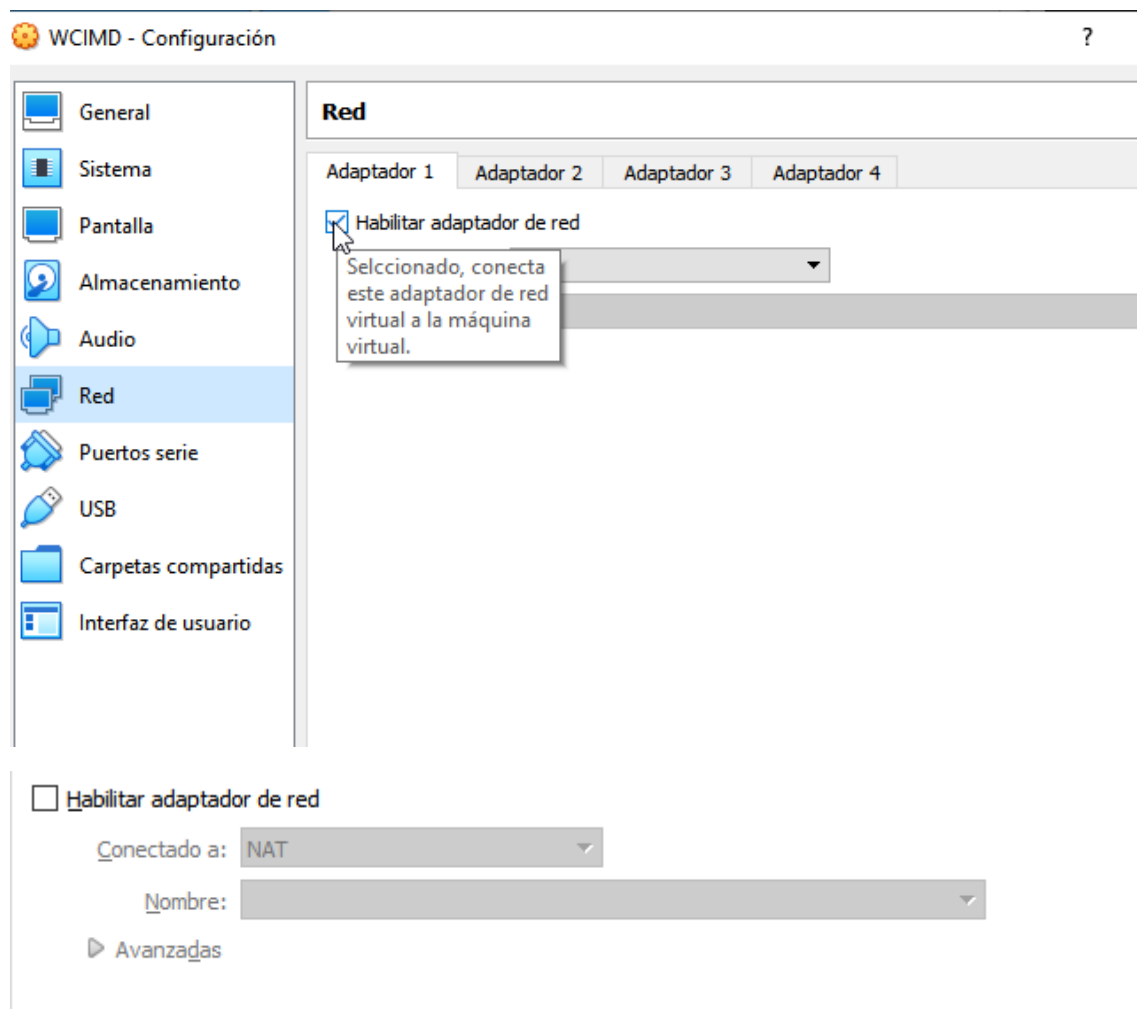 WCIMD - Configuración ?
General
Sistema
Pantalla
Almacenamiento
Audio
Red
Puertos serie
USB
Carpetas compartidas
Interfaz de usuario
Red
Adaptador 1 Adaptador 2 Adaptador 3 Adaptador 4
Habilitar adaptador de red
Selccionado, conecta
este adaptador de red
virtual a la máquina
virtual.
Habilitar adaptador de red
Conectado a: NAT
Nombre:
Avanzadas